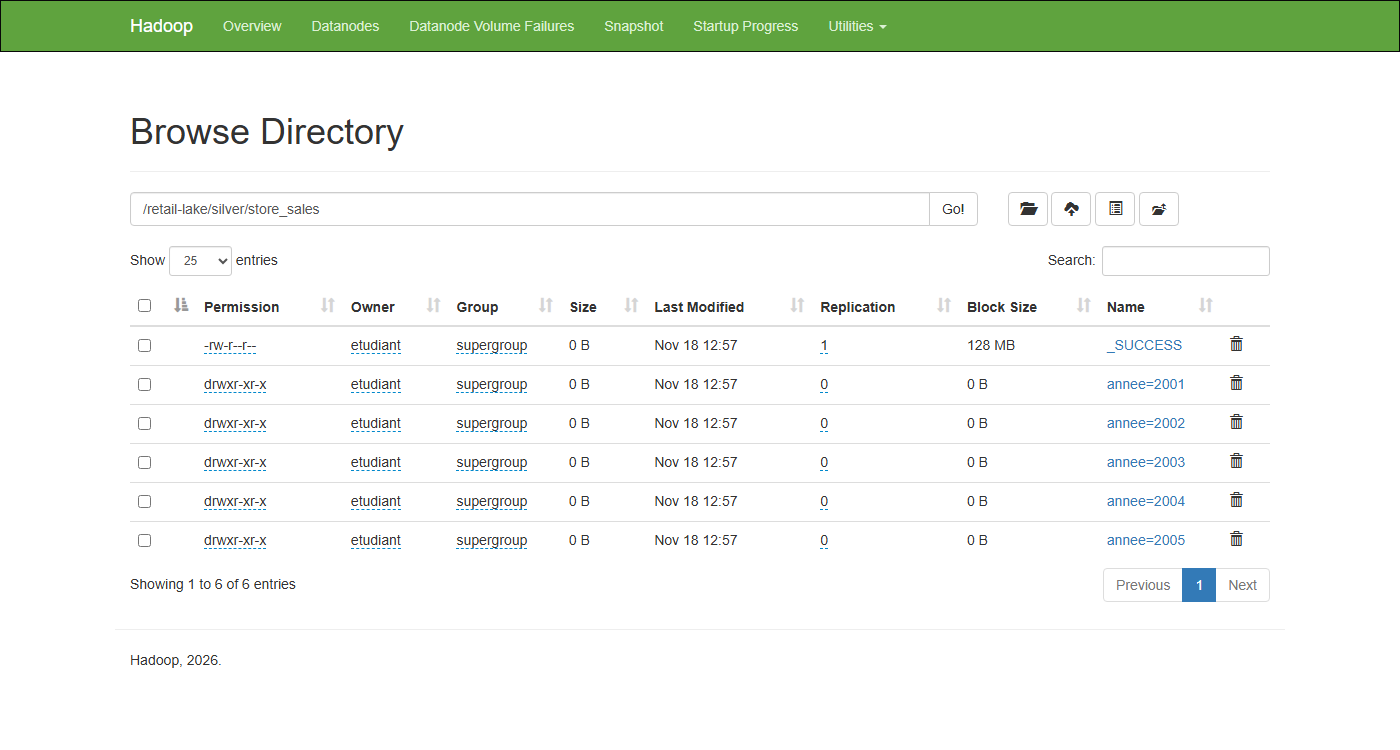 Hadoop Overview Datanodes Datanode Volume Failures Snapshot Startup Progress Utilities
Browse Directory
/retail-lake/silver/store_sales Go!
Show 25 entries Search:
Permission Owner Group Size Last Modified Replication Block Size Name
-rw-r--r-- etudiant supergroup 0 B Nov 18 12:57 1 128 MB _SUCCESS
drwxr-xr-x etudiant supergroup 0 B Nov 18 12:57 0 0 B annee=2001
drwxr-xr-x etudiant supergroup 0 B Nov 18 12:57 0 0 B annee=2002
drwxr-xr-x etudiant supergroup 0 B Nov 18 12:57 0 0 B annee=2003
drwxr-xr-x etudiant supergroup 0 B Nov 18 12:57 0 0 B annee=2004
drwxr-xr-x etudiant supergroup 0 B Nov 18 12:57 0 0 B annee=2005
Showing 1 to 6 of 6 entries Previous 1 Next
Hadoop, 2026.